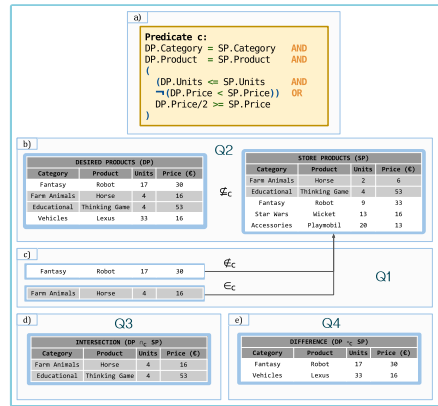 a)
Predicate c:
DP.Category = SP.Category AND
DP.Product = SP.Product AND
(
(DP.Units <= SP.Units AND
¬(DP.Price < SP.Price)) OR
DP.Price/2 >= SP.Price
)
b)
Q2
DESIRED PRODUCTS (DP)
Category Product Units Price (€)
Fantasy Robot 17 30
Farm Animals Horse 4 16
Educational Thinking Game 4 53
Vehicles Lexus 33 16
⊈c
STORE PRODUCTS (SP)
Category Product Units Price (€)
Farm Animals Horse 2 6
Educational Thinking Game 4 53
Fantasy Robot 9 33
Star Wars Wicket 13 16
Accessories Playmobil 20 13
c)
Q1
Fantasy Robot 17 30
∉c
Farm Animals Horse 4 16
∈c
d)
Q3
INTERSECTION (DP ∩c SP)
Category Product Units Price (€)
Farm Animals Horse 4 16
Educational Thinking Game 4 53
e)
Q4
DIFFERENCE (DP -c SP)
Category Product Units Price (€)
Fantasy Robot 17 30
Vehicles Lexus 33 16